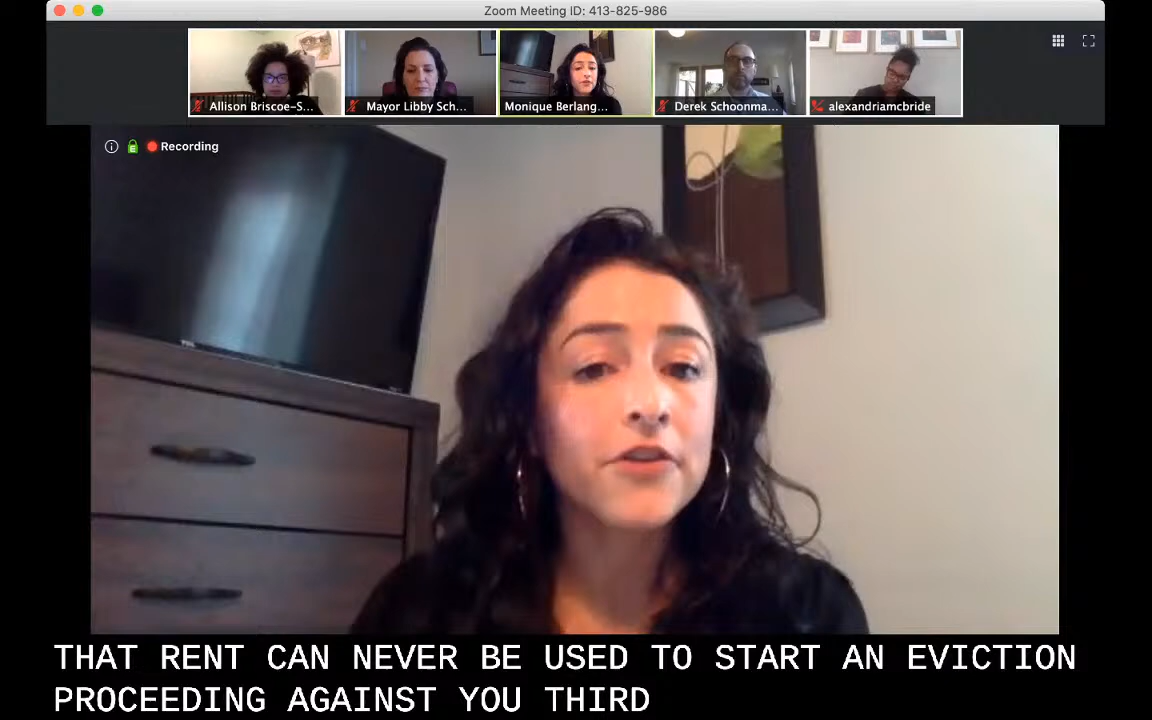 Zoom Meeting ID: 413-825-986
Allison Briscoe-S...
Mayor Libby Sch...
Monique Berlang...
Derek Schoonma...
alexandriamcbride
Recording
THAT RENT CAN NEVER BE USED TO START AN EVICTION
PROCEEDING AGAINST YOU THIRD